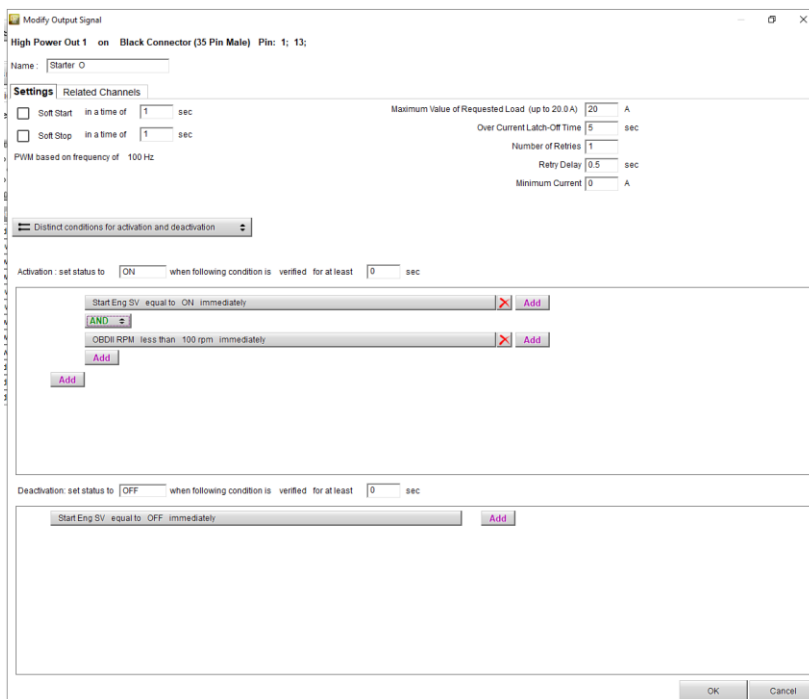 Modify Output Signal
High Power Out 1 on Black Connector (35 Pin Male) Pin: 1; 13;
Name : Starter O
Settings Related Channels
Soft Start in a time of 1 sec
Maximum Value of Requested Load (up to 20.0 A) 20 A
Soft Stop in a time of 1 sec
Over Current Latch-Off Time 5 sec
PWM based on frequency of 100 Hz
Number of Retries 1
Retry Delay 0.5 sec
Minimum Current 0 A
Distinct conditions for activation and deactivation
Activation : set status to ON when following condition is verified for at least 0 sec
Start Eng SV equal to ON immediately Add
AND
OBDII RPM less than 100 rpm immediately Add
Add
Add
Deactivation: set status to OFF when following condition is verified for at least 0 sec
Start Eng SV equal to OFF immediately Add
OK Cancel